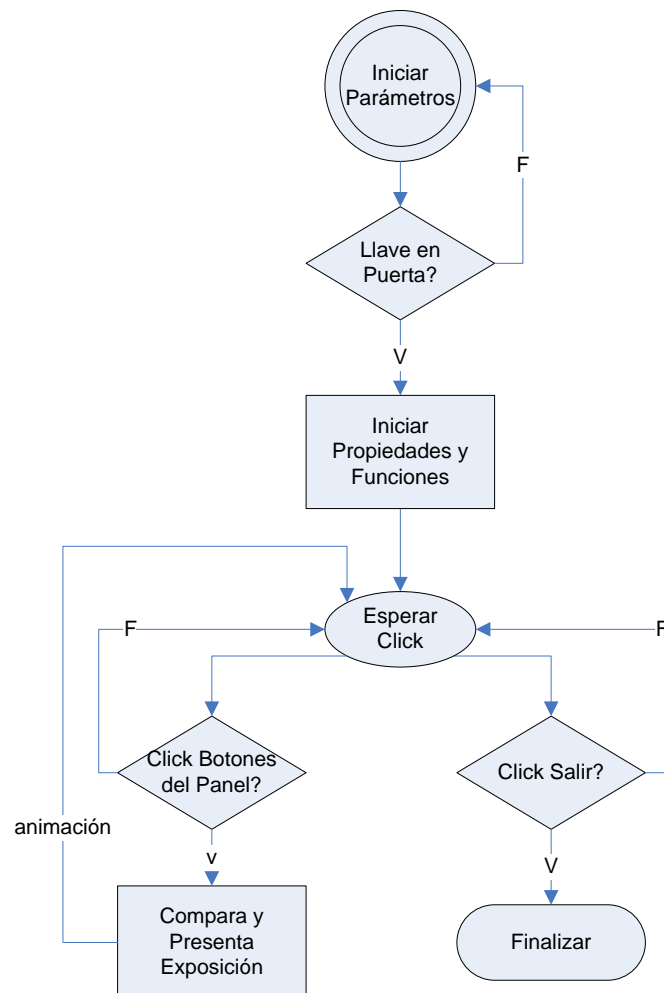 Iniciar
Parámetros
F
Llave en
Puerta?
V
Iniciar
Propiedades y
Funciones
Esperar
Click
F
F
Click Botones
del Panel?
Click Salir?
animación
v
V
Compara y
Presenta
Exposición
Finalizar